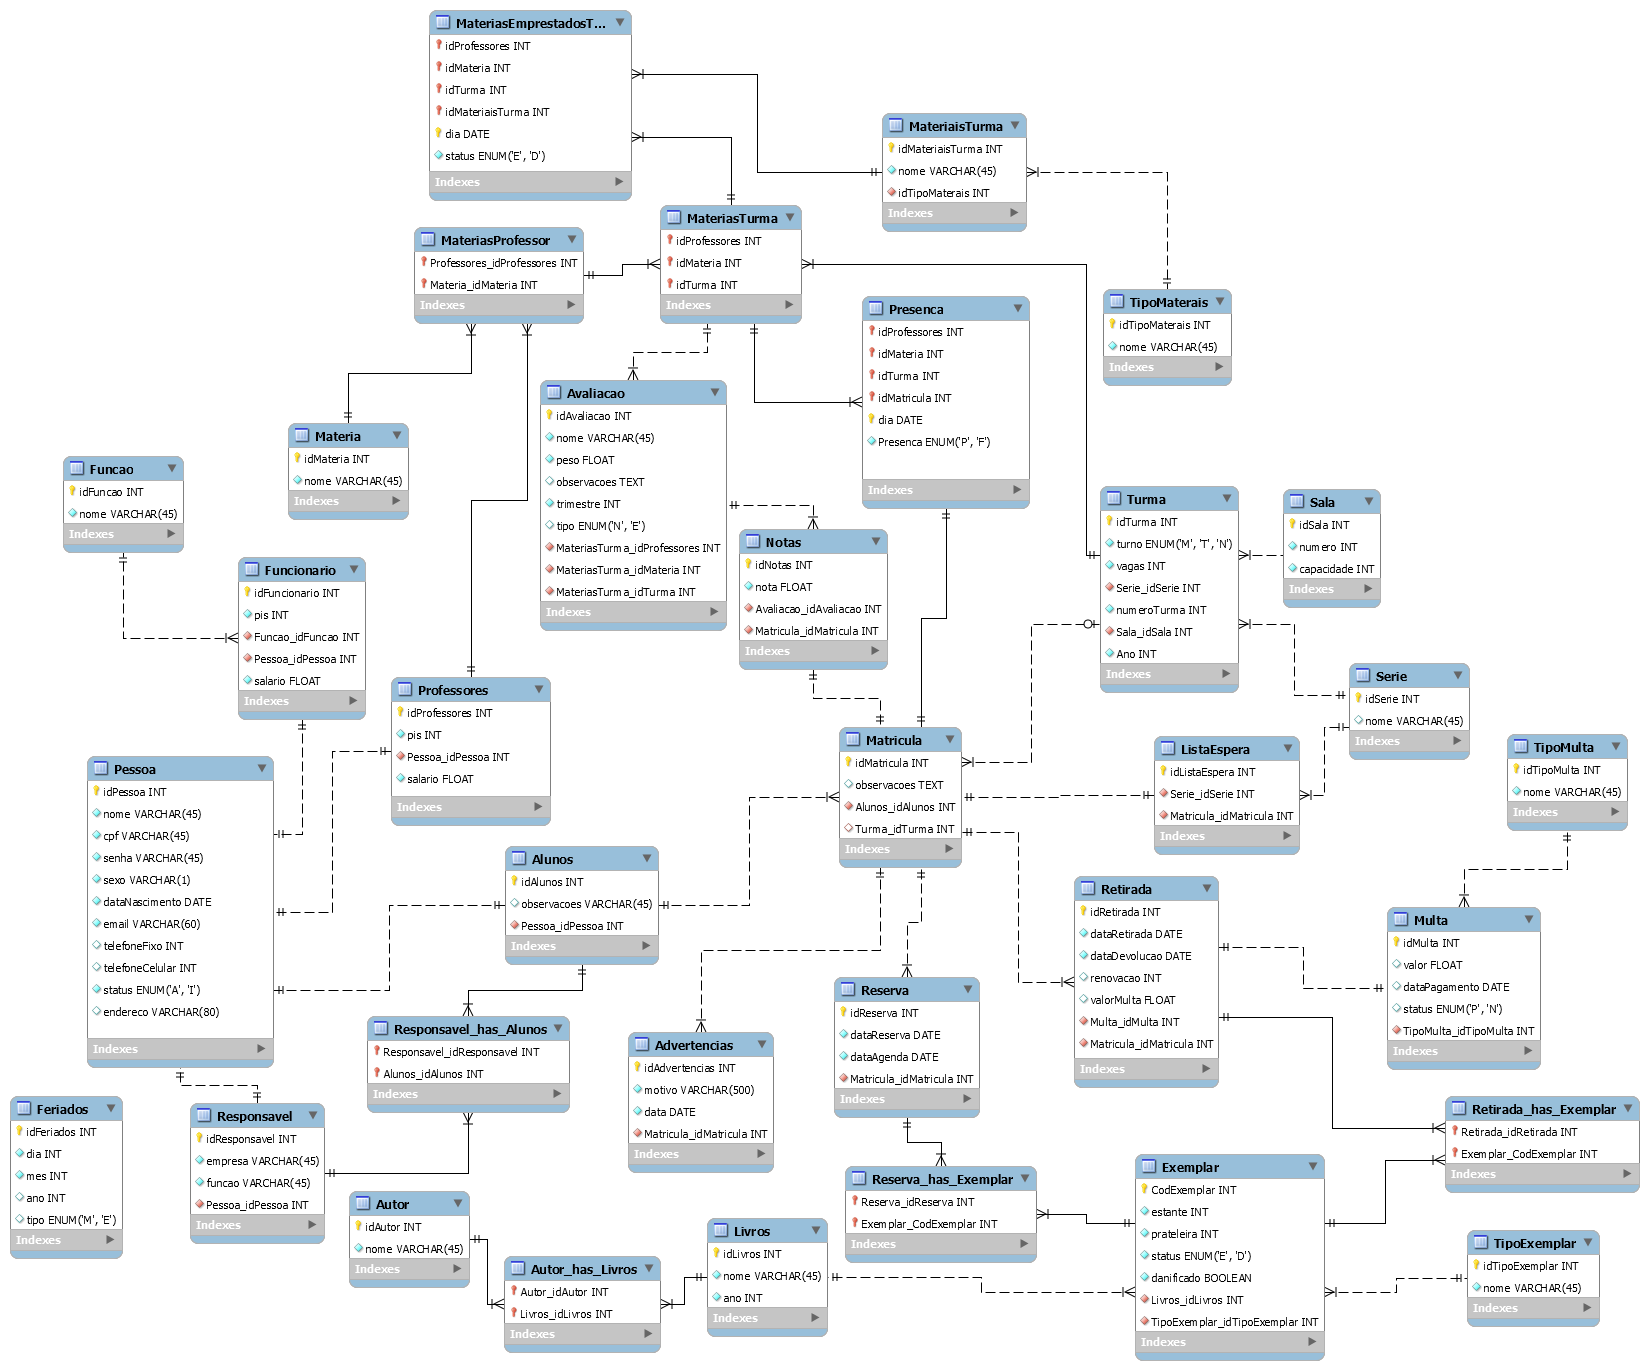 MateriasEmprestadosT...
idProfessores INT
idMateria INT
idTurma INT
idMateriaisTurma INT
dia DATE
status ENUM('E', 'D')
Indexes
MateriaisTurma
idMateriaisTurma INT
nome VARCHAR(45)
idTipoMaterais INT
Indexes
MateriasTurma
idProfessores INT
idMateria INT
idTurma INT
Indexes
MateriasProfessor
Professores_idProfessores INT
Materia_idMateria INT
Indexes
TipoMaterais
idTipoMaterais INT
nome VARCHAR(45)
Indexes
Presenca
idProfessores INT
idMateria INT
idTurma INT
idMatricula INT
dia DATE
Presenca ENUM('P', 'F')
Indexes
Avaliacao
idAvaliacao INT
nome VARCHAR(45)
peso FLOAT
observacoes TEXT
trimestre INT
tipo ENUM('N', 'E')
MateriasTurma_idProfessores INT
MateriasTurma_idMateria INT
MateriasTurma_idTurma INT
Indexes
Materia
idMateria INT
nome VARCHAR(45)
Indexes
Funcao
idFuncao INT
nome VARCHAR(45)
Indexes
Turma
idTurma INT
turno ENUM('M', 'T', 'N')
vagas INT
Serie_idSerie INT
numeroTurma INT
Sala_idSala INT
Ano INT
Indexes
Sala
idSala INT
numero INT
capacidade INT
Indexes
Notas
idNotas INT
nota FLOAT
Avaliacao_idAvaliacao INT
Matricula_idMatricula INT
Indexes
Funcionario
idFuncionario INT
pis INT
Funcao_idFuncao INT
Pessoa_idPessoa INT
salario FLOAT
Indexes
Serie
idSerie INT
nome VARCHAR(45)
Indexes
Professores
idProfessores INT
pis INT
Pessoa_idPessoa INT
salario FLOAT
Indexes
Matricula
idMatricula INT
observacoes TEXT
Alunos_idAlunos INT
Turma_idTurma INT
Indexes
ListaEspera
idListaEspera INT
Serie_idSerie INT
Matricula_idMatricula INT
Indexes
TipoMulta
idTipoMulta INT
nome VARCHAR(45)
Indexes
Pessoa
idPessoa INT
nome VARCHAR(45)
cpf VARCHAR(45)
senha VARCHAR(45)
sexo VARCHAR(1)
dataNascimento DATE
email VARCHAR(60)
telefoneFixo INT
telefoneCelular INT
status ENUM('A', 'I')
endereco VARCHAR(80)
Indexes
Alunos
idAlunos INT
observacoes VARCHAR(45)
Pessoa_idPessoa INT
Indexes
Retirada
idRetirada INT
dataRetirada DATE
dataDevolucao DATE
renovacao INT
valorMulta FLOAT
Multa_idMulta INT
Matricula_idMatricula INT
Indexes
Multa
idMulta INT
valor FLOAT
dataPagamento DATE
status ENUM('P', 'N')
TipoMulta_idTipoMulta INT
Indexes
Reserva
idReserva INT
dataReserva DATE
dataAgenda DATE
Matricula_idMatricula INT
Indexes
Responsavel_has_Alunos
Responsavel_idResponsavel INT
Alunos_idAlunos INT
Indexes
Advertencias
idAdvertencias INT
motivo VARCHAR(500)
data DATE
Matricula_idMatricula INT
Indexes
Feriados
idFeriados INT
dia INT
mes INT
ano INT
tipo ENUM('M', 'E')
Indexes
Responsavel
idResponsavel INT
empresa VARCHAR(45)
funcao VARCHAR(45)
Pessoa_idPessoa INT
Indexes
Retirada_has_Exemplar
Retirada_idRetirada INT
Exemplar_CodExemplar INT
Indexes
Reserva_has_Exemplar
Reserva_idReserva INT
Exemplar_CodExemplar INT
Indexes
Exemplar
CodExemplar INT
estante INT
prateleira INT
status ENUM('E', 'D')
danificado BOOLEAN
Livros_idLivros INT
TipoExemplar_idTipoExemplar INT
Indexes
Autor
idAutor INT
nome VARCHAR(45)
Indexes
Livros
idLivros INT
nome VARCHAR(45)
ano INT
Indexes
Autor_has_Livros
Autor_idAutor INT
Livros_idLivros INT
Indexes
TipoExemplar
idTipoExemplar INT
nome VARCHAR(45)
Indexes